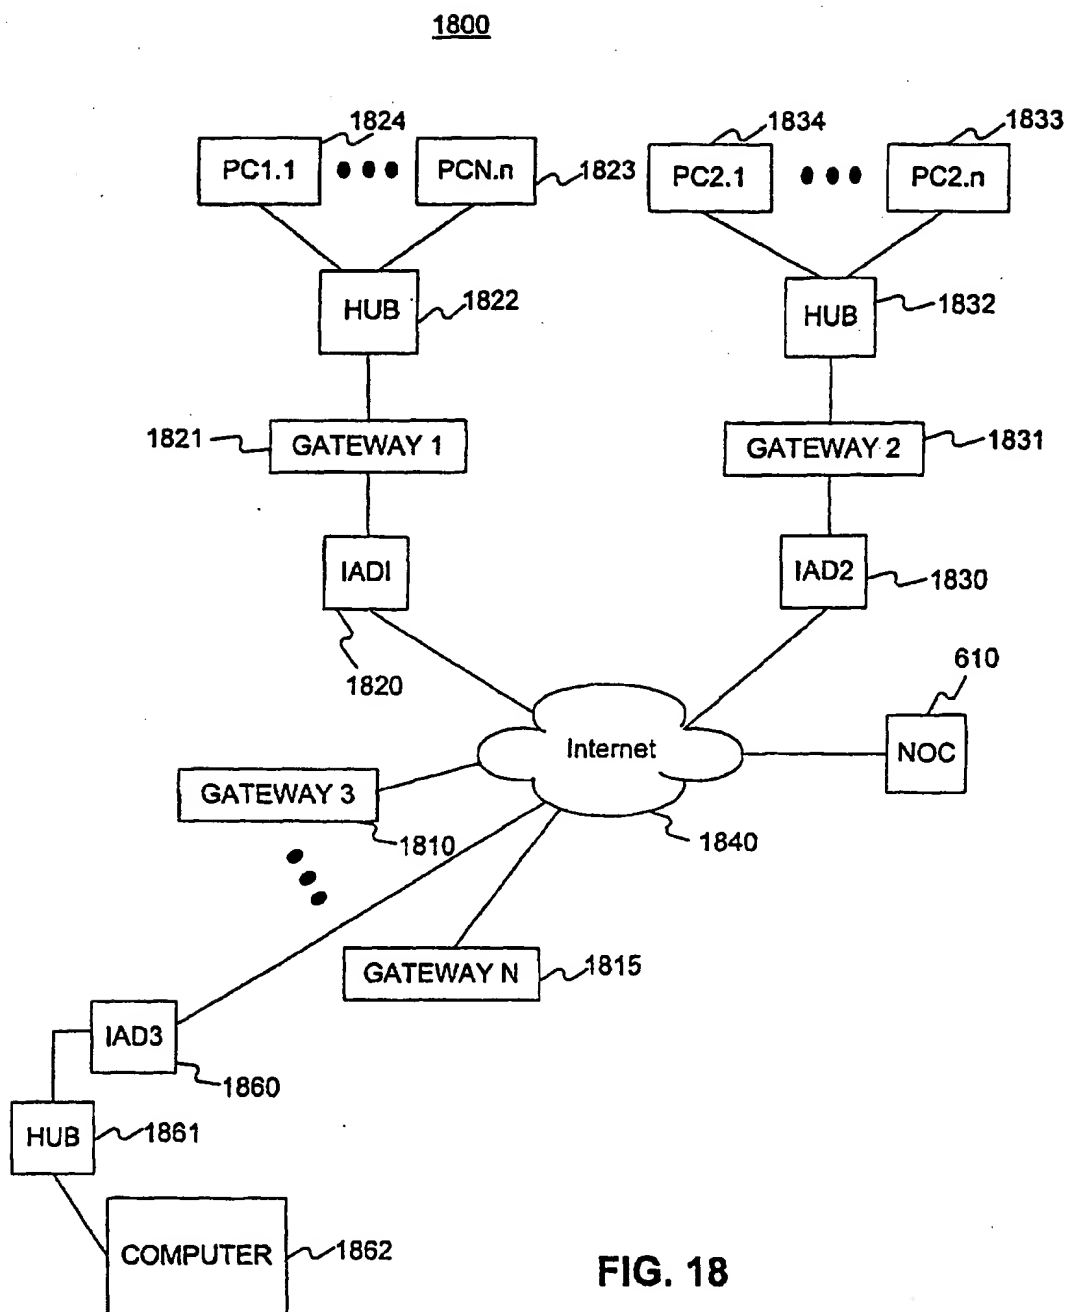 1800
1824
1834
1833
PC1.1
PCN.n
1823
PC2.1
PC2.n
HUB
1822
HUB
1832
1821
GATEWAY 1
GATEWAY 2
1831
IADI
IAD2
1830
1820
610
Internet
NOC
GATEWAY 3
1810
1840
GATEWAY N
1815
IAD3
1860
HUB
1861
COMPUTER
1862
FIG. 18